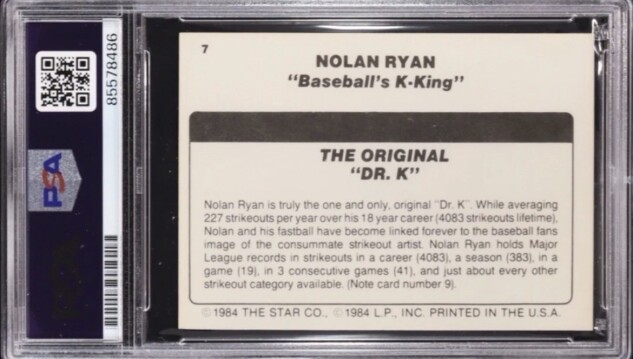 7
NOLAN RYAN
"Baseball's K-King"
THE ORIGINAL
"DR. K"
Nolan Ryan is truly the one and only, original "Dr. K". While averaging
227 strikeouts per year over his 18 year career (4083 strikeouts lifetime),
Nolan and his fastball have become linked forever to the baseball fans
image of the consummate strikeout artist. Nolan Ryan holds Major
League records in strikeouts in a career (4083), a season (383), in a
game (19), in 3 consecutive games (41), and just about every other
strikeout category available. (Note card number 9).
©1984 THE STAR CO., ©1984 L.P., INC. PRINTED IN THE U.S.A.
85578486
PSA